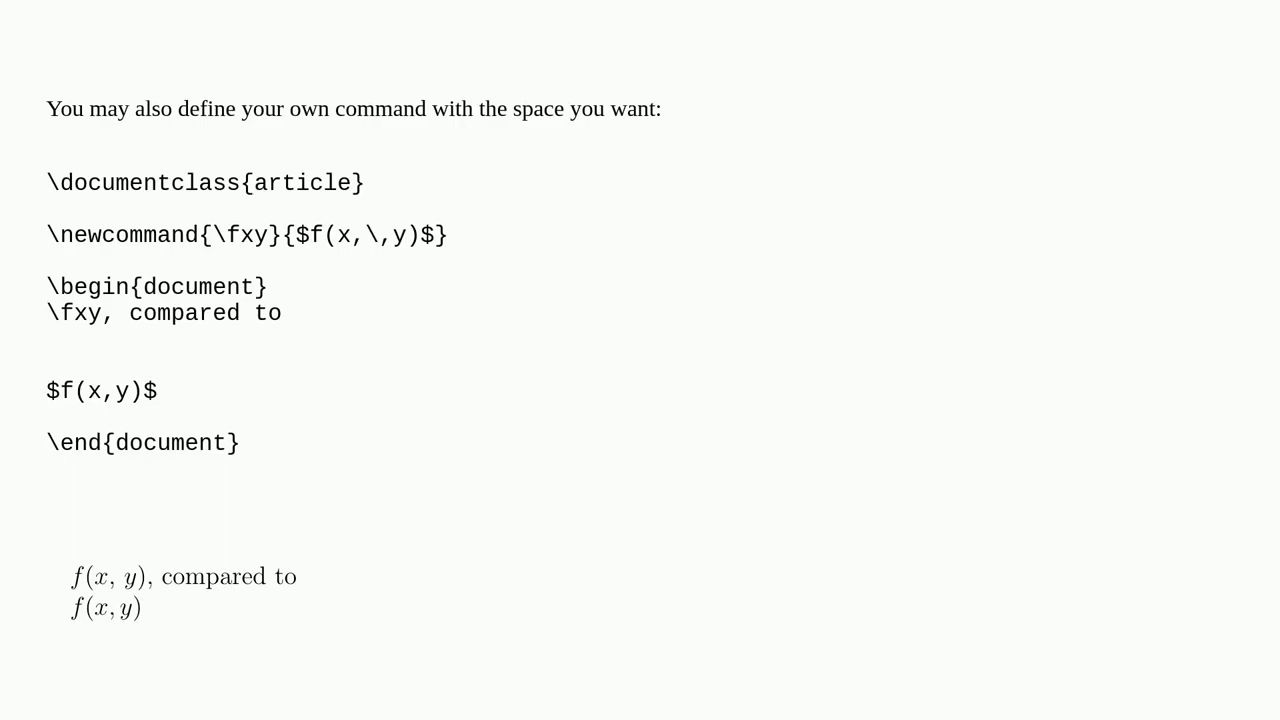 You may also define your own command with the space you want:
\documentclass{article}
\newcommand{\fxy}{$f(x,\,y)$}
\begin{document}
\fxy, compared to
$f(x,y)$
\end{document}
f(x, y), compared to
f(x, y)